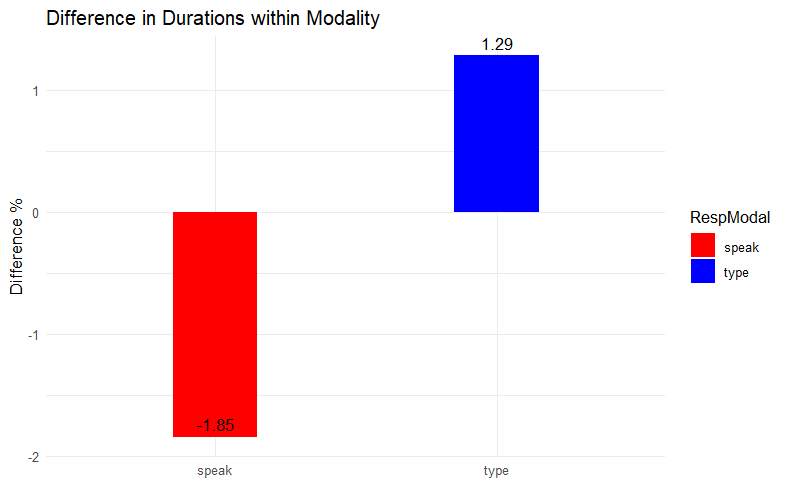 Difference in Durations within Modality
1.29
1
0
-1
-2
Difference %
-1.85
speak
type
RespModal
speak
type